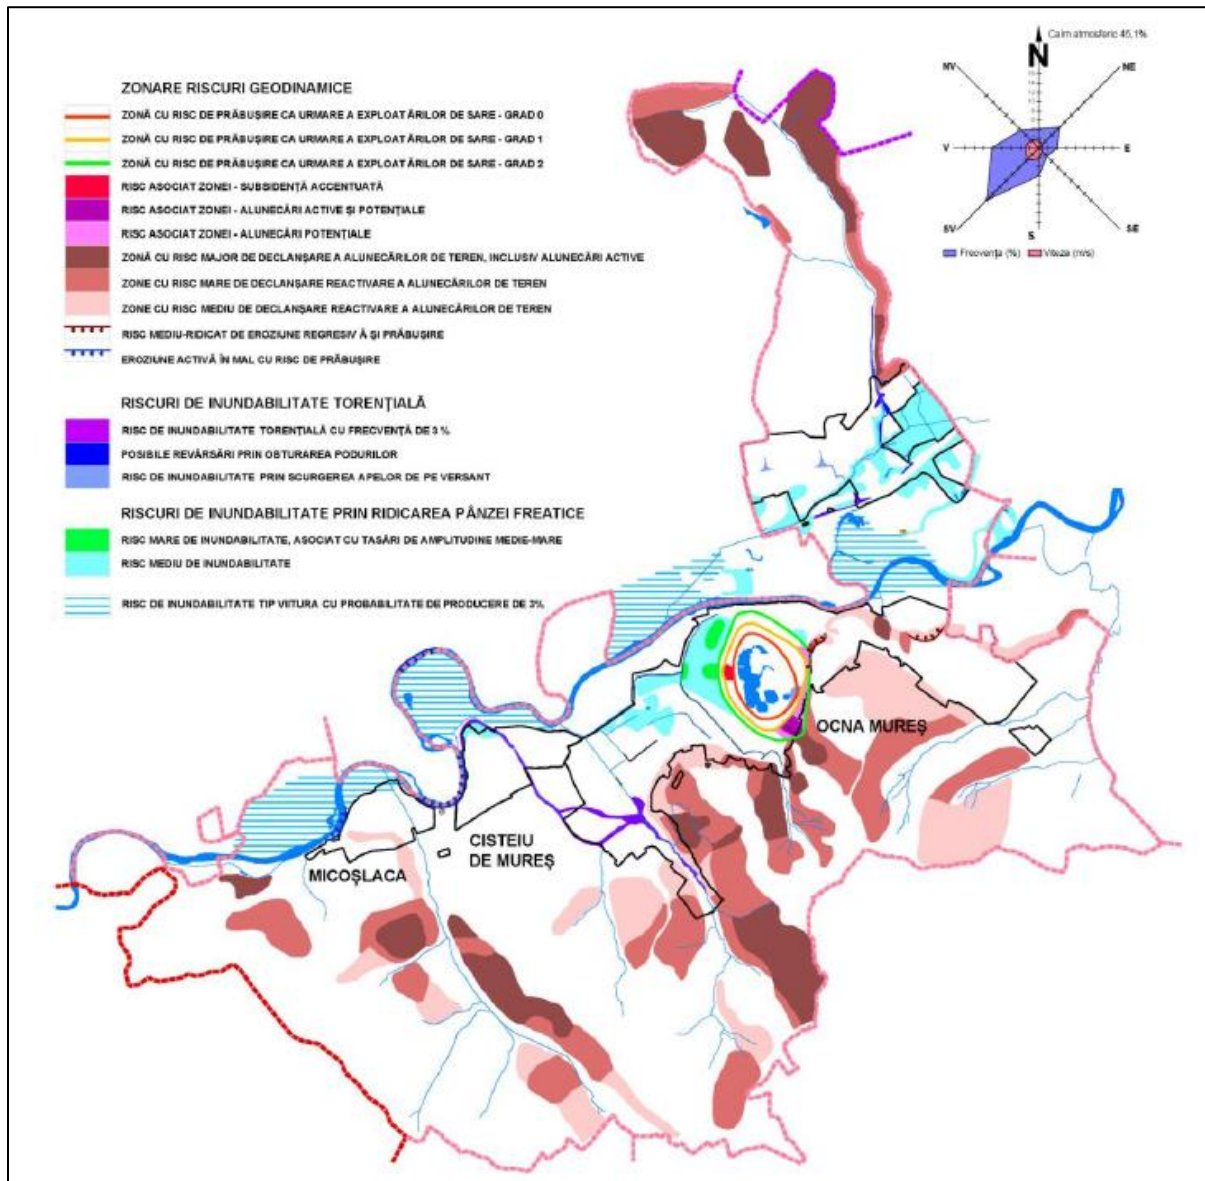 ZONARE RISCURI GEODINAMICE
ZONĂ CU RISC DE PRĂBUȘIRE CA URMARE A EXPLOATĂRILOR DE SARE - GRAD 0
ZONĂ CU RISC DE PRĂBUȘIRE CA URMARE A EXPLOATĂRILOR DE SARE - GRAD 1
ZONĂ CU RISC DE PRĂBUȘIRE CA URMARE A EXPLOATĂRILOR DE SARE - GRAD 2
RISC ASOCIAT ZONEI - SUBSIDENȚĂ ACCENTUATĂ
RISC ASOCIAT ZONEI - ALUNECĂRI ACTIVE ȘI POTENȚIALE
RISC ASOCIAT ZONEI - ALUNECĂRI POTENȚIALE
ZONĂ CU RISC MAJOR DE DECLANȘARE A ALUNECĂRILOR DE TEREN, INCLUSIV ALUNECĂRI ACTIVE
ZONE CU RISC MARE DE DECLANȘARE REACTIVARE A ALUNECĂRILOR DE TEREN
ZONE CU RISC MEDIU DE DECLANȘARE REACTIVARE A ALUNECĂRILOR DE TEREN
RISC MEDIU-RIDICAT DE EROZIUNE REGRESIVĂ ȘI PRĂBUȘIRE
EROZIUNE ACTIVĂ ÎN MAL CU RISC DE PRĂBUȘIRE
RISCURI DE INUNDABILITATE TORENȚIALĂ
RISC DE INUNDABILITATE TORENȚIALĂ CU FRECVENȚĂ DE 3 %
POSIBILE REVĂRSĂRI PRIN OBTURAREA PODURILOR
RISC DE INUNDABILITATE PRIN SCURGEREA APELOR DE PE VERSANT
RISCURI DE INUNDABILITATE PRIN RIDICAREA PÂNZEI FREATICE
RISC MARE DE INUNDABILITATE, ASOCIAT CU TASĂRI DE AMPLITUDINE MEDIE-MARE
RISC MEDIU DE INUNDABILITATE
RISC DE INUNDABILITATE TIP VIITURA CU PROBABILITATE DE PRODUCERE DE 3%
Calm atmosferic 45,1%
N
NV
NE
V
E
SV
SE
S
Frecvența (%)
Viteza (m/s)
OCNA MUREȘ
CISTEIU
DE MUREȘ
MICOȘLACA